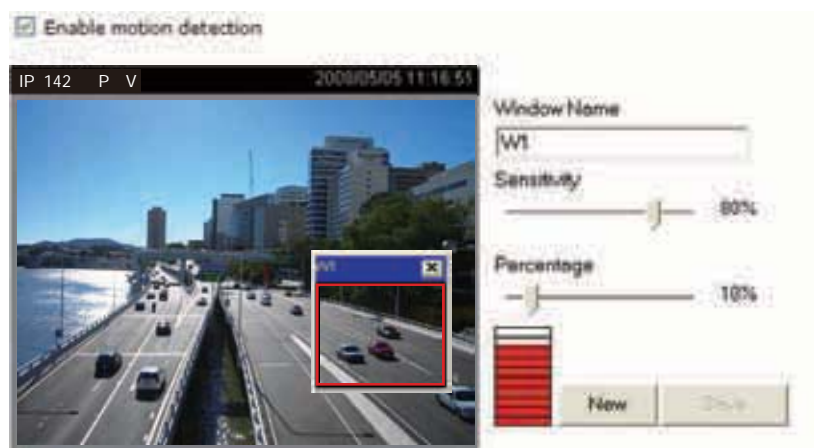 Enable motion detection
IP 142 P V 2008/05/05 11:16:51
Window Name
W1
Sensitivity
80%
W1
Percentage
10%
New
Save